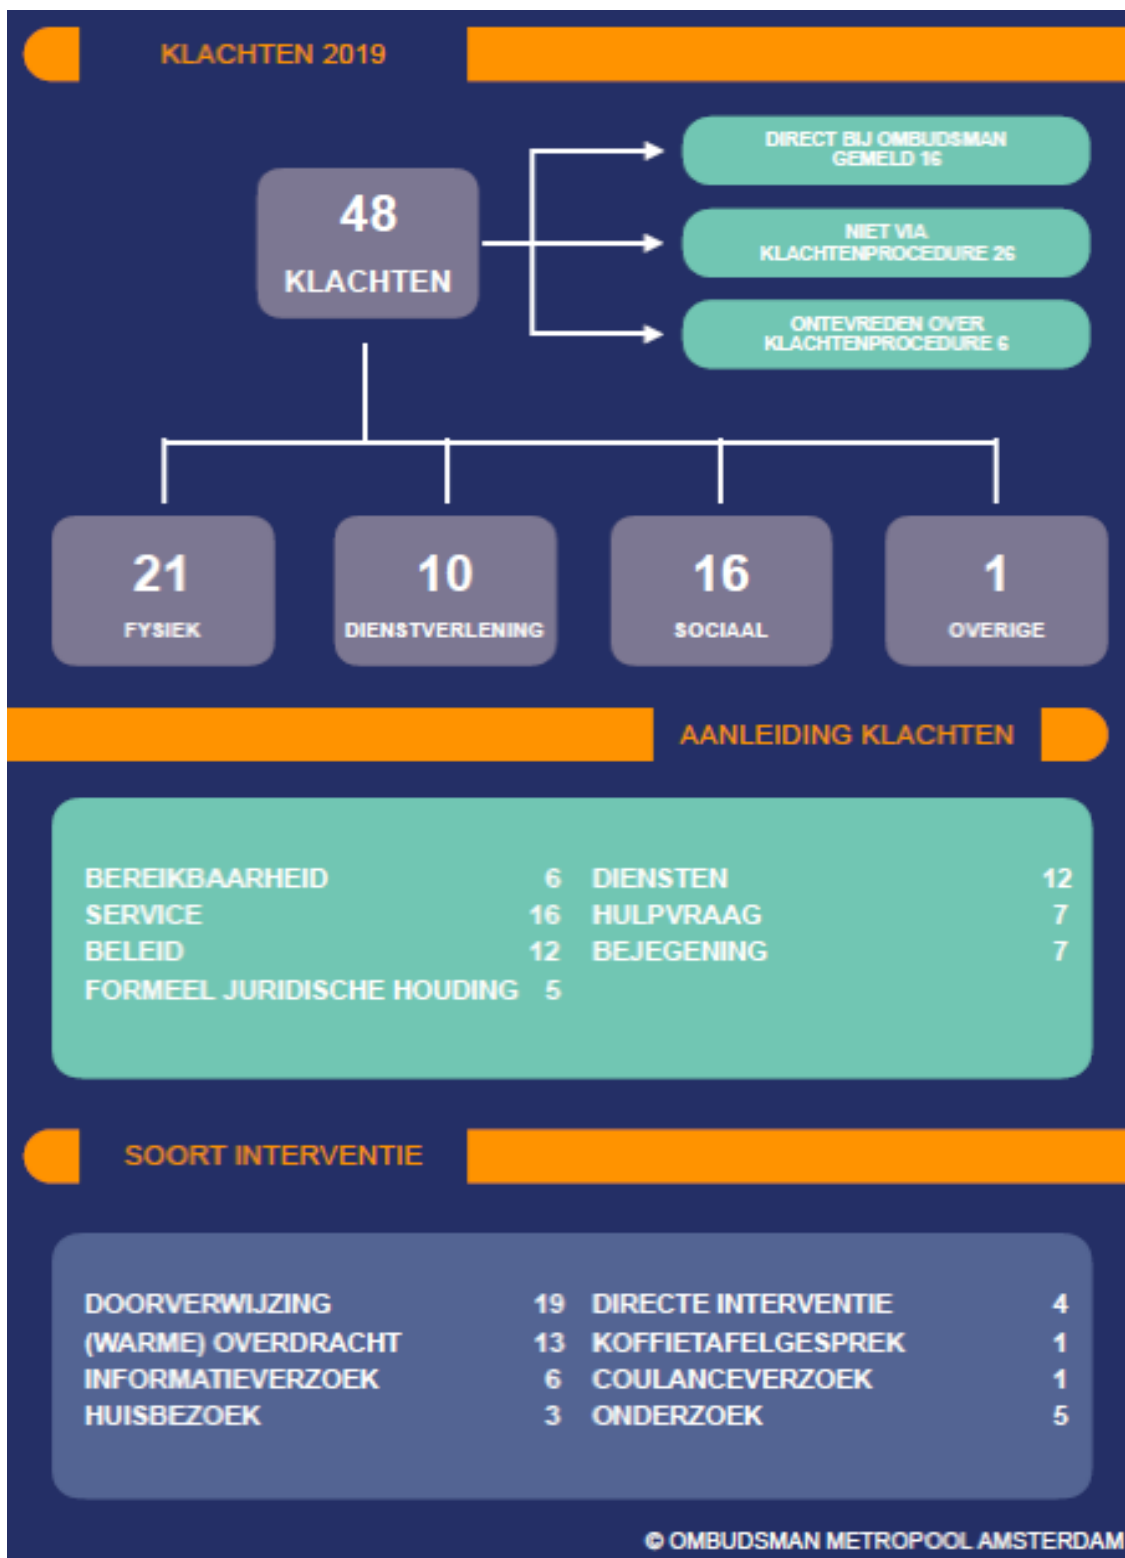 KLACHTEN 2019
48
KLACHTEN
DIRECT BIJ OMBUDSMAN
GEMELD 16
NIET VIA
KLACHTENPROCEDURE 26
ONTEVREDEN OVER
KLACHTENPROCEDURE 6
21
FYSIEK
10
DIENSTVERLENING
16
SOCIAAL
1
OVERIGE
AANLEIDING KLACHTEN
BEREIKBAARHEID 6 DIENSTEN 12
SERVICE 16 HULPVRAAG 7
BELEID 12 BEJEGENING 7
FORMEEL JURIDISCHE HOUDING 5
SOORT INTERVENTIE
DOORVERWIJZING 19 DIRECTE INTERVENTIE 4
(WARME) OVERDRACHT 13 KOFFIETAFELGESPREK 1
INFORMATIEVERZOEK 6 COULANCEVERZOEK 1
HUISBEZOEK 3 ONDERZOEK 5
© OMBUDSMAN METROPOOL AMSTERDAM